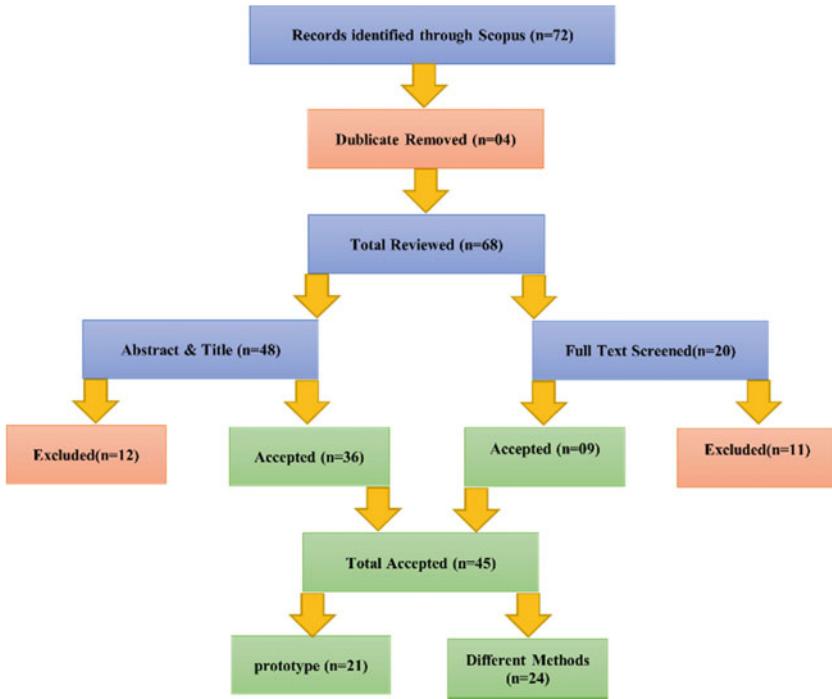 Records identified through Scopus (n=72)
Dublicate Removed (n=04)
Total Reviewed (n=68)
Abstract & Title (n=48)
Full Text Screened(n=20)
Excluded(n=12)
Accepted (n=36)
Accepted (n=09)
Excluded(n=11)
Total Accepted (n=45)
prototype (n=21)
Different Methods
(n=24)